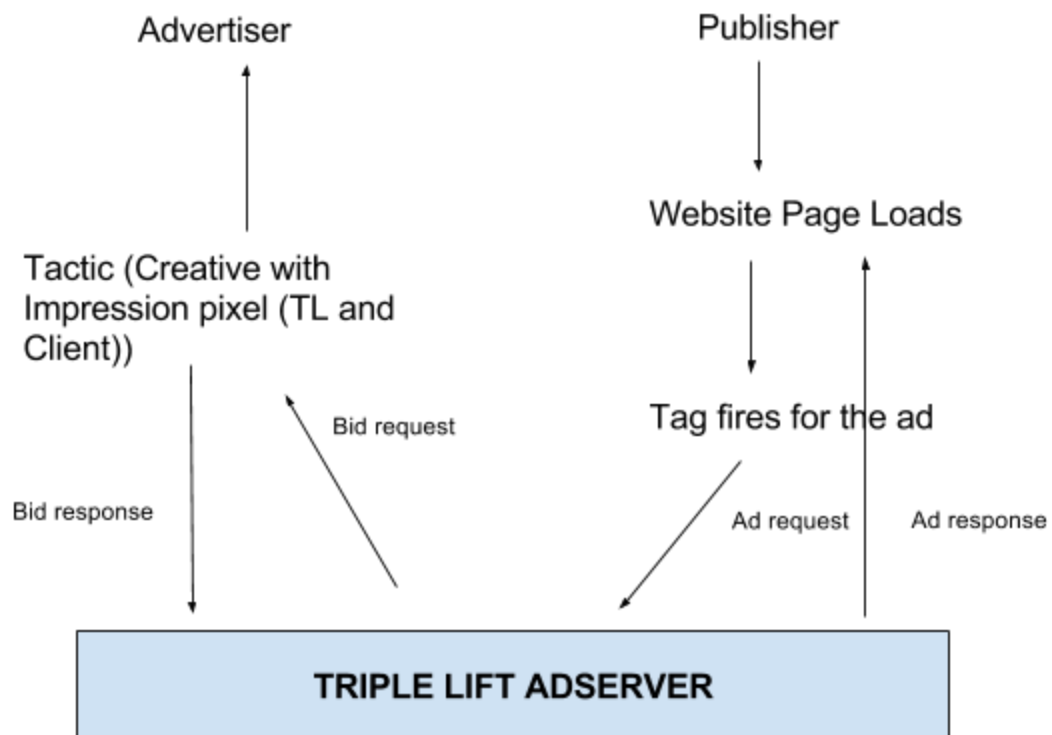 Advertiser
Publisher
Website Page Loads
Tactic (Creative with
Impression pixel (TL and
Client))
Tag fires for the ad
Bid request
Bid response
Ad request
Ad response
TRIPLE LIFT ADSERVER